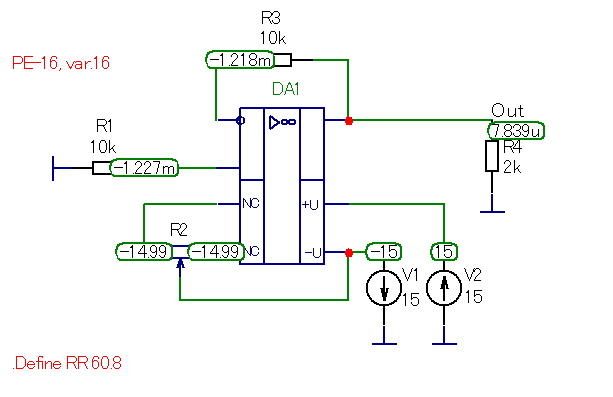 R3
10k
PE-16, var.16
-1.218m
DA1
Out
7.839u
R1
10k
R4
2k
-1.227m
NC
+U
R2
-14.99
-14.99
NC
-U
-15
15
V1
15
V2
15
.Define RR 60.8